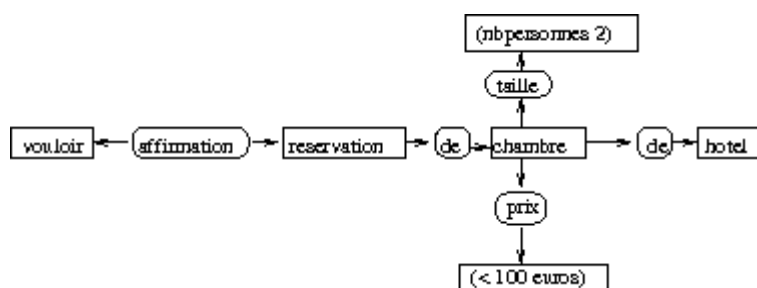 (nbpersonnes 2)
taille
vouloir affirmation reservation de chambre de hotel
prix
(< 100 euros)